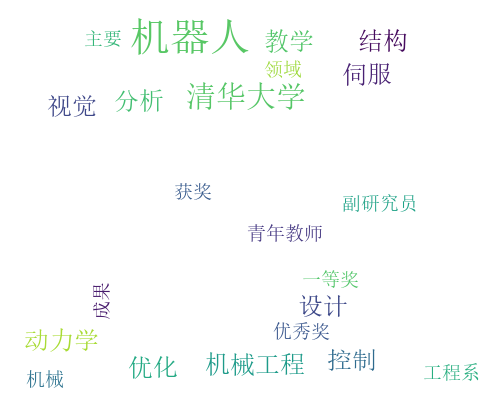 主要
机器人
教学
结构
领域
伺服
视觉
分析
清华大学
获奖
副研究员
青年教师
一等奖
成果
设计
优秀奖
动力学
优化
机械工程
控制
机械
工程系